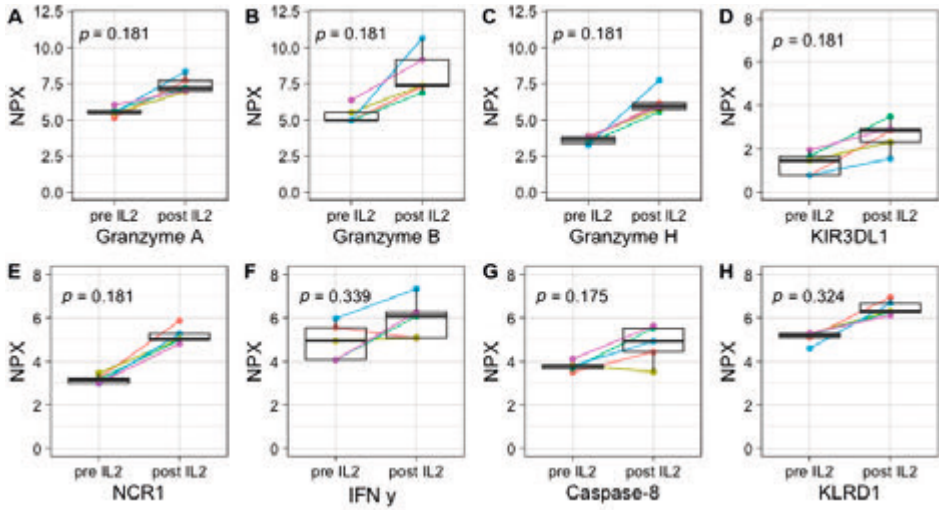 A
p = 0.181
NPX
12.5
10.0
7.5
5.0
2.5
0.0
pre IL2 post IL2
Granzyme A
B
p = 0.181
NPX
12.5
10.0
7.5
5.0
2.5
0.0
pre IL2 post IL2
Granzyme B
C
p = 0.181
NPX
12.5
10.0
7.5
5.0
2.5
0.0
pre IL2 post IL2
Granzyme H
D
p = 0.181
NPX
8
6
4
2
0
pre IL2 post IL2
KIR3DL1
E
p = 0.181
NPX
8
6
4
2
0
pre IL2 post IL2
NCR1
F
p = 0.339
NPX
8
6
4
2
0
pre IL2 post IL2
IFN y
G
p = 0.175
NPX
8
6
4
2
0
pre IL2 post IL2
Caspase-8
H
p = 0.324
NPX
8
6
4
2
0
pre IL2 post IL2
KLRD1